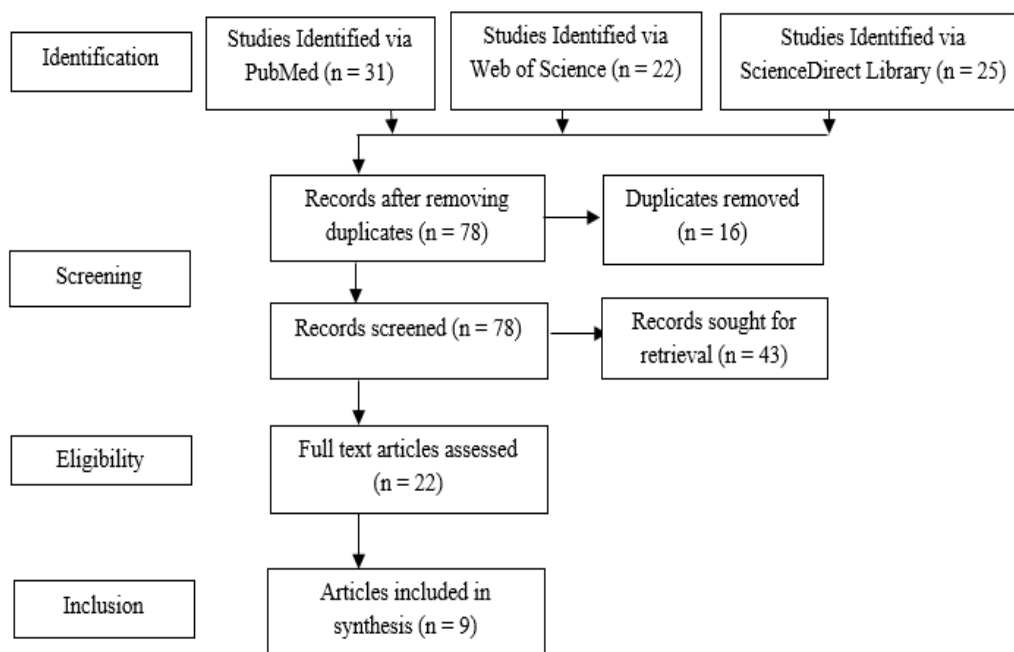 Identification
Studies Identified via
PubMed (n = 31)
Studies Identified via
Web of Science (n = 22)
Studies Identified via
ScienceDirect Library (n = 25)
Records after removing
duplicates (n = 78)
Duplicates removed
(n = 16)
Screening
Records screened (n = 78)
Records sought for
retrieval (n = 43)
Eligibility
Full text articles assessed
(n = 22)
Inclusion
Articles included in
synthesis (n = 9)